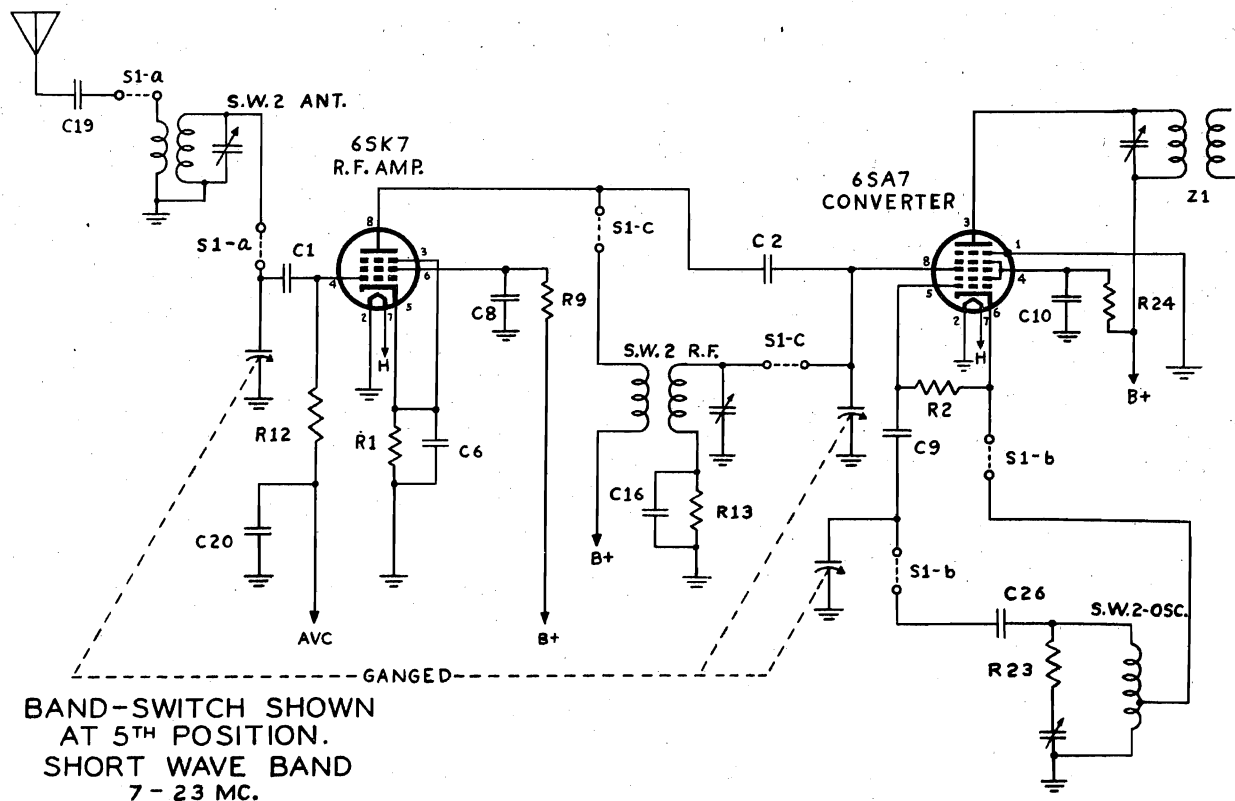 S1-a
C19
S.W.2 ANT.
6SK7
R.F. AMP.
6SA7
CONVERTER
Z1
S1-a
C1
8
3
6
4
5
2
7
H
C8
R9
S1-C
C2
3
1
8
4
5
6
2
7
H
C10
R24
B+
S.W.2 R.F.
S1-C
R2
C9
S1-b
R12
R1
C6
C16
R13
C20
B+
S1-b
C26
S.W.2-OSC.
R23
AVC
B+
GANGED
BAND-SWITCH SHOWN
AT 5TH POSITION.
SHORT WAVE BAND
7-23 MC.